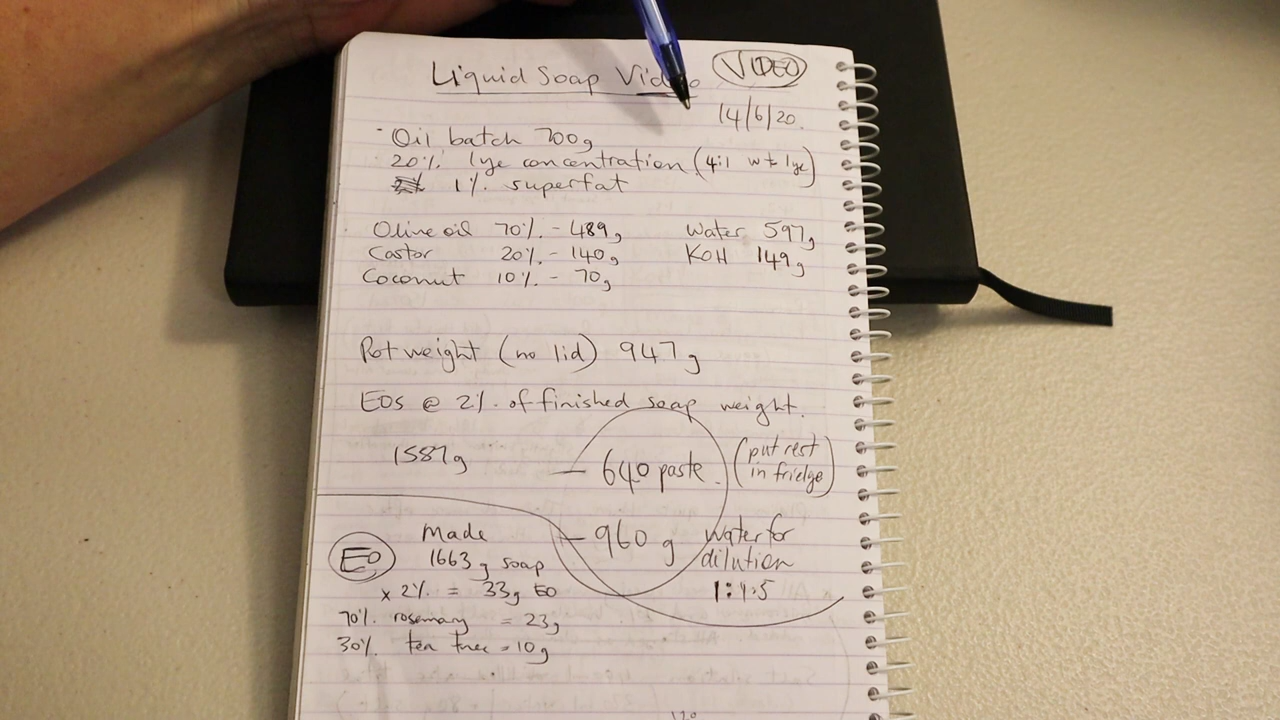 Liquid Soap Video
VIDEO
14/6/20.
Oil batch 700g
20% lye concentration (4:1 w to lye)
1% superfat
Olive oil 70% - 489g Water 597g
Castor 20% - 140g KOH 149g
Coconut 10% - 70g
Pot weight (no lid) 947g
EOs @ 2% of finished soap weight.
1587g
— 640 paste (put rest
in fridge)
— 960 g water for
dilution
1:1.5
EO
Made
1663g soap
x 2% = 33g EO
70% rosemary = 23g
30% tea tree = 10g